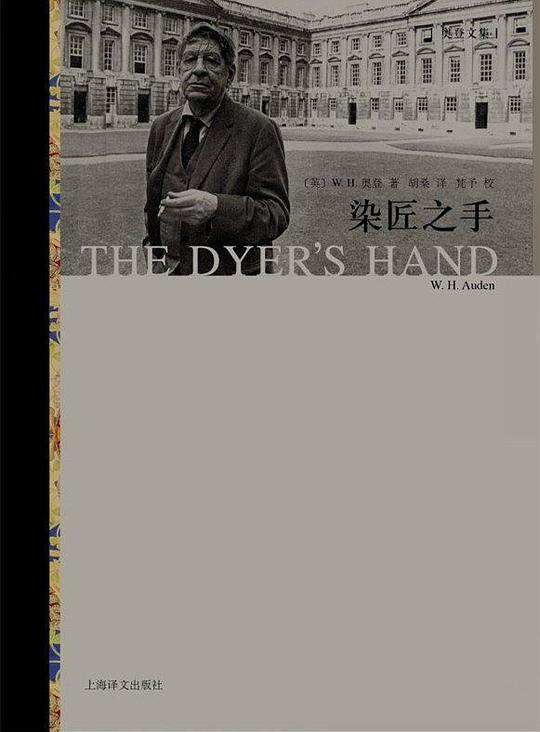 奥登文集
〔英〕W. H. 奥登 著 胡桑 译 梵予 校
染匠之手
THE DYER'S HAND
W. H. Auden
上海译文出版社